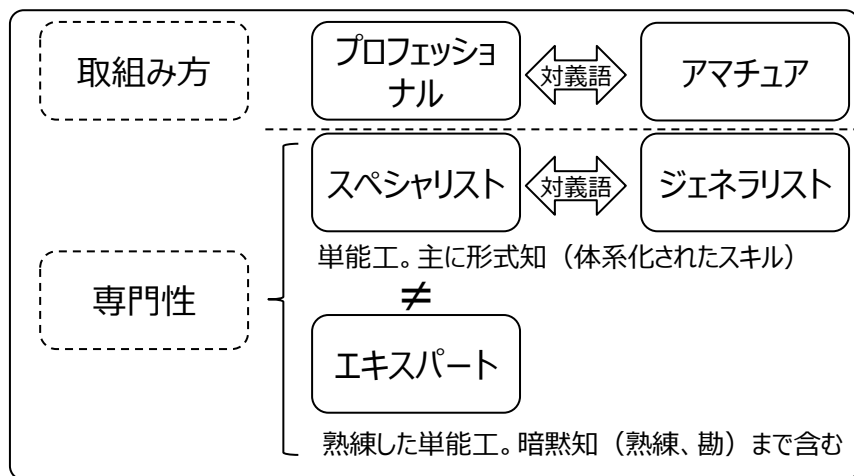 取組み方
プロフェッショ
ナル
対義語
アマチュア
スペシャリスト
対義語
ジェネラリスト
単能工。主に形式知（体系化されたスキル）
専門性
≠
エキスパート
熟練した単能工。暗黙知（熟練、勘）まで含む